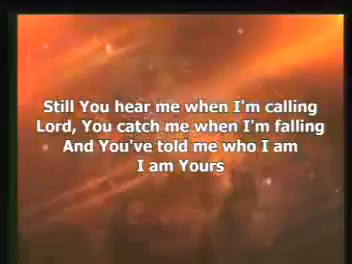 Still You hear me when I'm calling
Lord, You catch me when I'm falling
And You've told me who I am
I am Yours